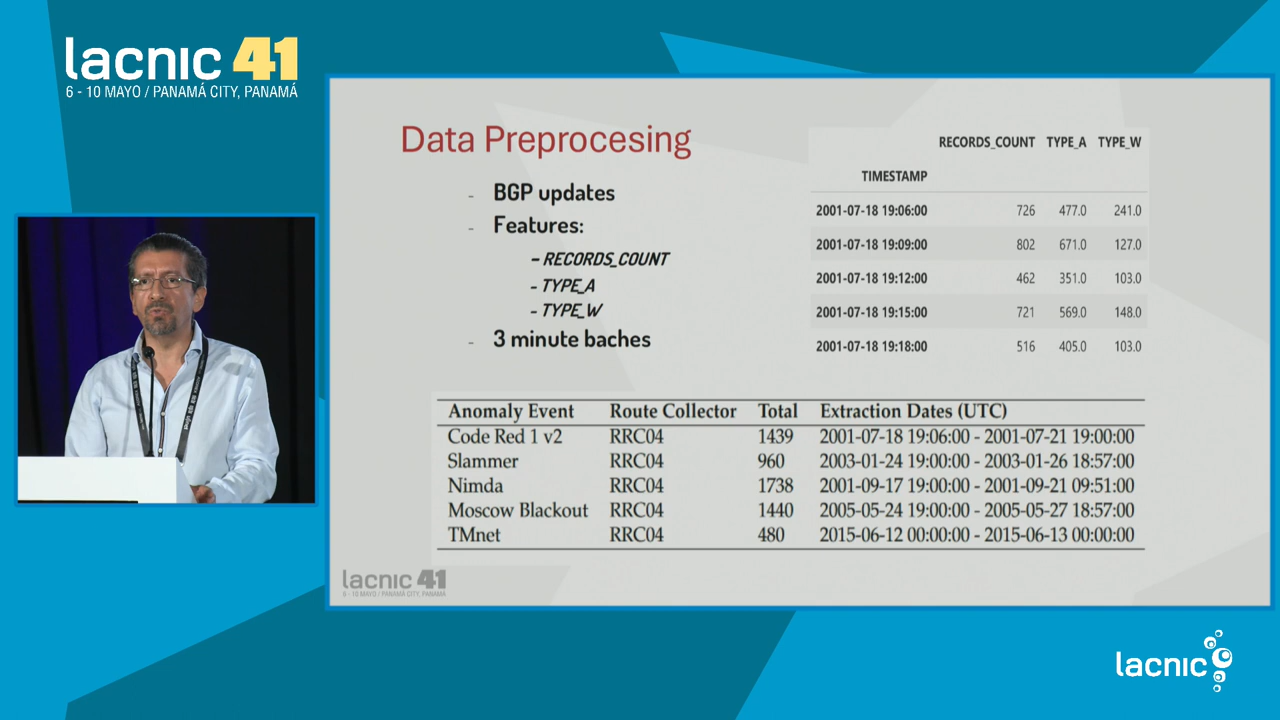 lacnic 41
6 - 10 MAYO / PANAMÁ CITY, PANAMÁ
Data Preprocesing
- BGP updates
- Features:
- RECORDS_COUNT
- TYPE_A
- TYPE_W
- 3 minute baches
RECORDS_COUNT TYPE_A TYPE_W
TIMESTAMP
2001-07-18 19:06:00 726 477.0 241.0
2001-07-18 19:09:00 802 671.0 127.0
2001-07-18 19:12:00 462 351.0 103.0
2001-07-18 19:15:00 721 569.0 148.0
2001-07-18 19:18:00 516 405.0 103.0
Anomaly Event Route Collector Total Extraction Dates (UTC)
Code Red 1 v2 RRC04 1439 2001-07-18 19:06:00 - 2001-07-21 19:00:00
Slammer RRC04 960 2003-01-24 19:00:00 - 2003-01-26 18:57:00
Nimda RRC04 1738 2001-09-17 19:00:00 - 2001-09-21 09:51:00
Moscow Blackout RRC04 1440 2005-05-24 19:00:00 - 2005-05-27 18:57:00
TMnet RRC04 480 2015-06-12 00:00:00 - 2015-06-13 00:00:00
lacnic 41
6 - 10 MAYO / PANAMÁ CITY, PANAMÁ
lacnic